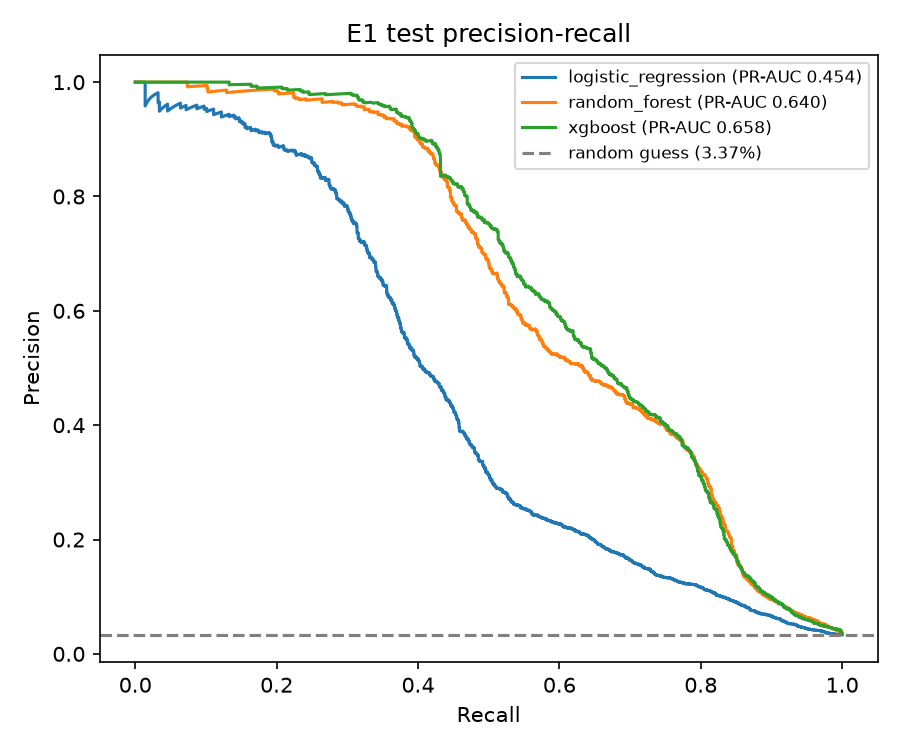 E1 test precision-recall
logistic_regression (PR-AUC 0.454)
random_forest (PR-AUC 0.640)
xgboost (PR-AUC 0.658)
random guess (3.37%)
Precision
1.0
0.8
0.6
0.4
0.2
0.0
0.0 0.2 0.4 0.6 0.8 1.0
Recall